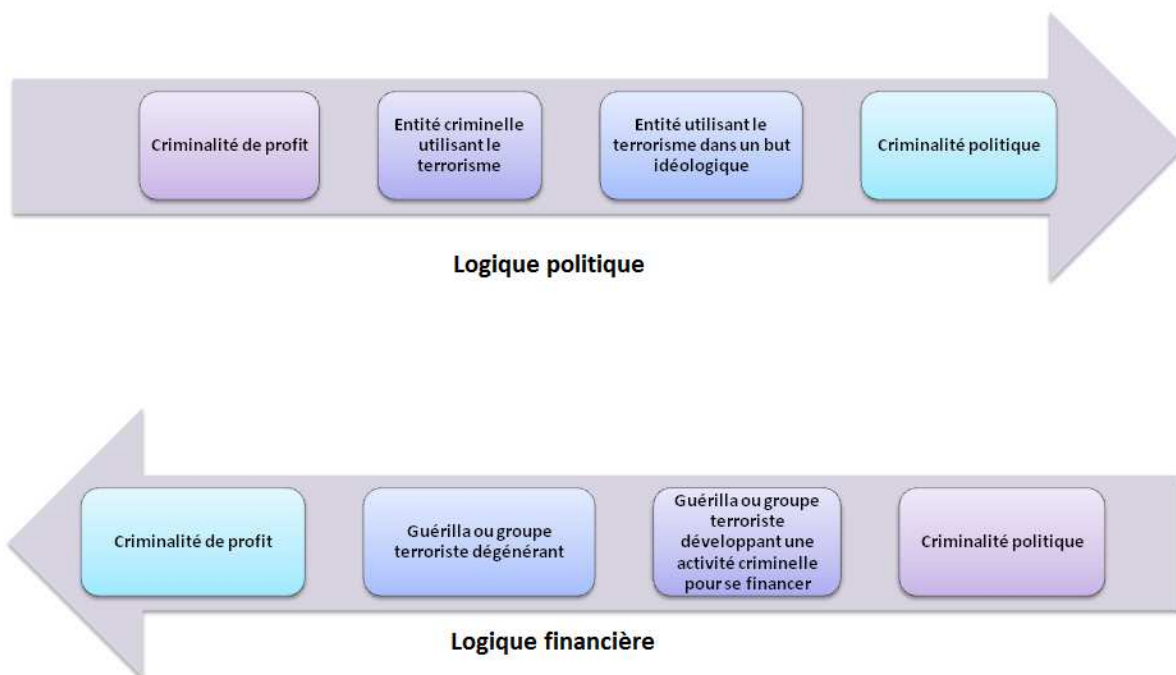 Criminalité de profit
Entité criminelle
utilisant le
terrorisme
Entité utilisant le
terrorisme dans un but
idéologique
Criminalité politique
Logique politique
Criminalité de profit
Guérilla ou groupe
terroriste dégénérant
Guérilla ou groupe
terroriste
développant une
activité criminelle
pour se financer
Criminalité politique
Logique financière